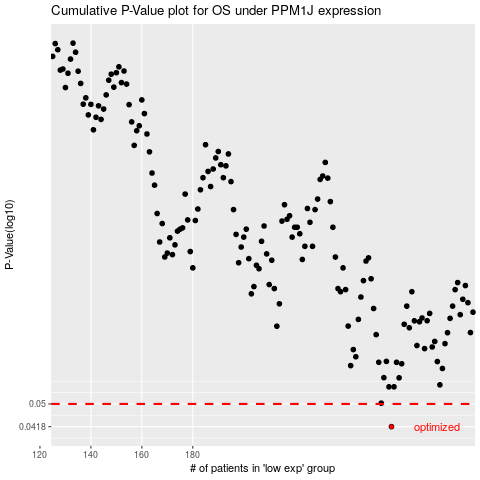 Cumulative P-Value plot for OS under PPM1J expression
P-Value(log10)
0.05
0.0418
optimized
120 140 160 180
# of patients in 'low exp' group